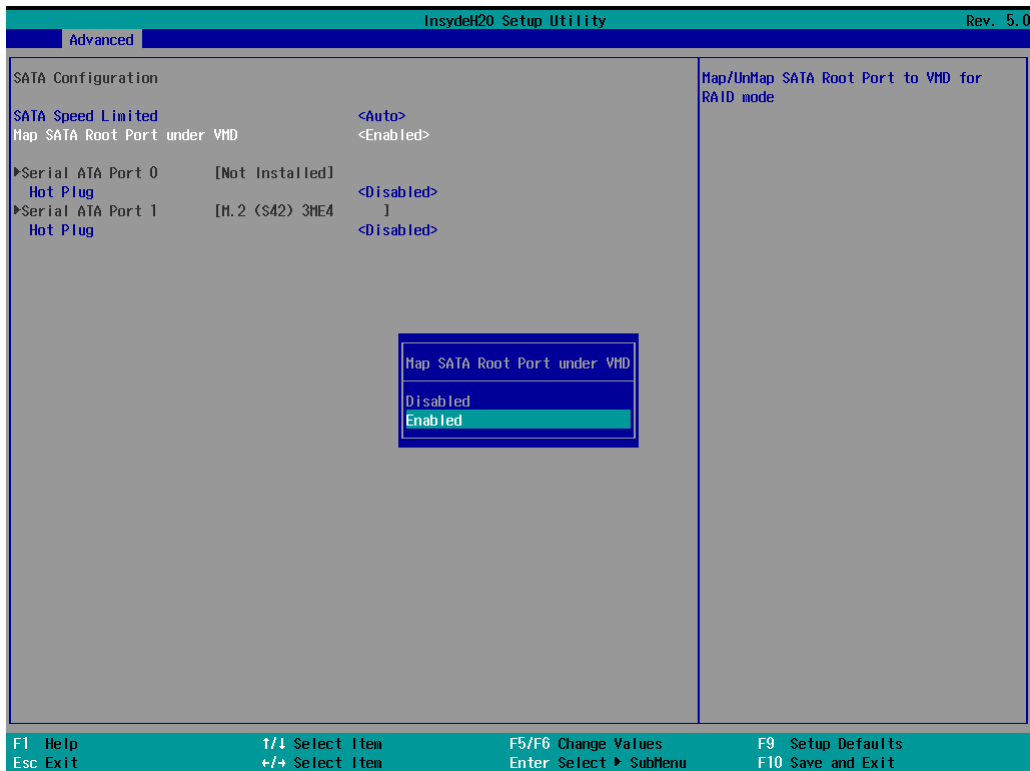 InsydeH2O Setup Utility Rev. 5.0
Advanced
SATA Configuration
SATA Speed Limited <Auto>
Map SATA Root Port under VMD <Enabled>
▶Serial ATA Port 0 [Not Installed]
Hot Plug <Disabled>
▶Serial ATA Port 1 [M.2 (S42) 3ME4 ]
Hot Plug <Disabled>
Map/UnMap SATA Root Port to VMD for
RAID mode
Map SATA Root Port under VMD
Disabled
Enabled
F1 Help ↑/↓ Select Item F5/F6 Change Values F9 Setup Defaults
Esc Exit ←/→ Select Item Enter Select ▶ SubMenu F10 Save and Exit